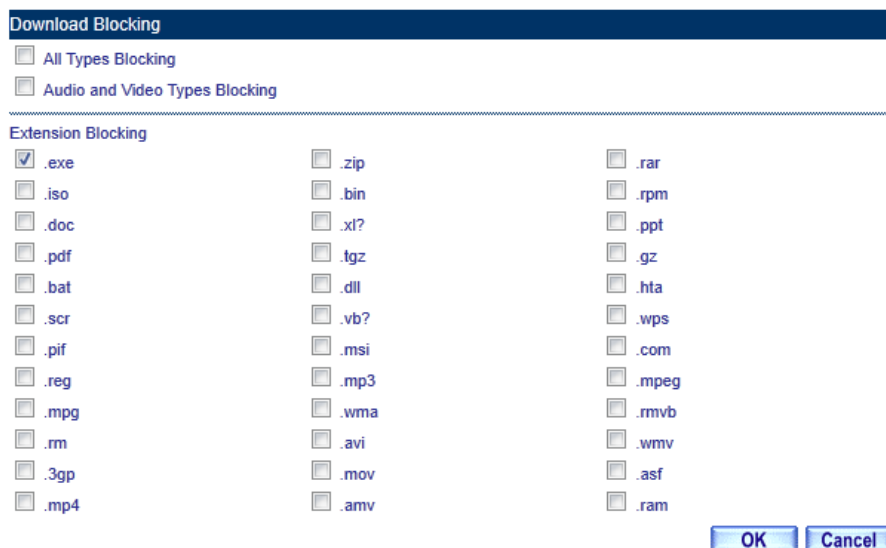 Download Blocking
All Types Blocking
Audio and Video Types Blocking
Extension Blocking
.exe .zip .rar
.iso .bin .rpm
.doc .xl? .ppt
.pdf .tgz .gz
.bat .dll .hta
.scr .vb? .wps
.pif .msi .com
.reg .mp3 .mpeg
.mpg .wma .rmvb
.rm .avi .wmv
.3gp .mov .asf
.mp4 .amv .ram
OK Cancel